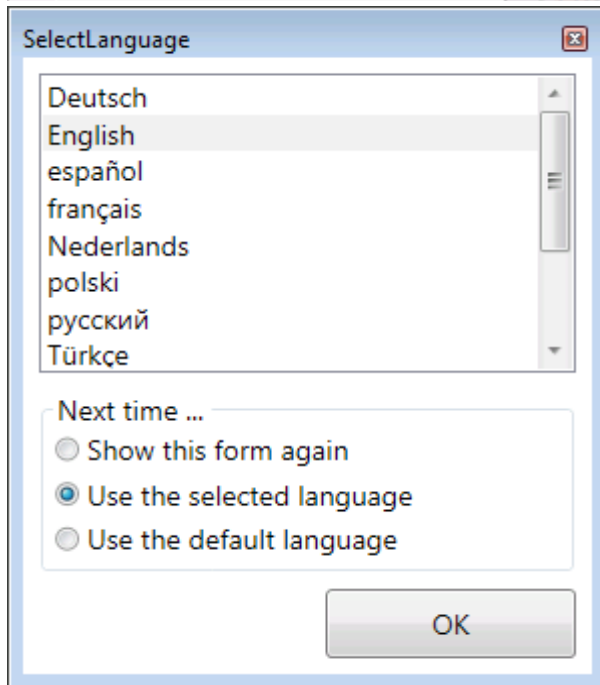 SelectLanguage
Deutsch
English
español
français
Nederlands
polski
русский
Türkçe
Next time ...
Show this form again
Use the selected language
Use the default language
OK